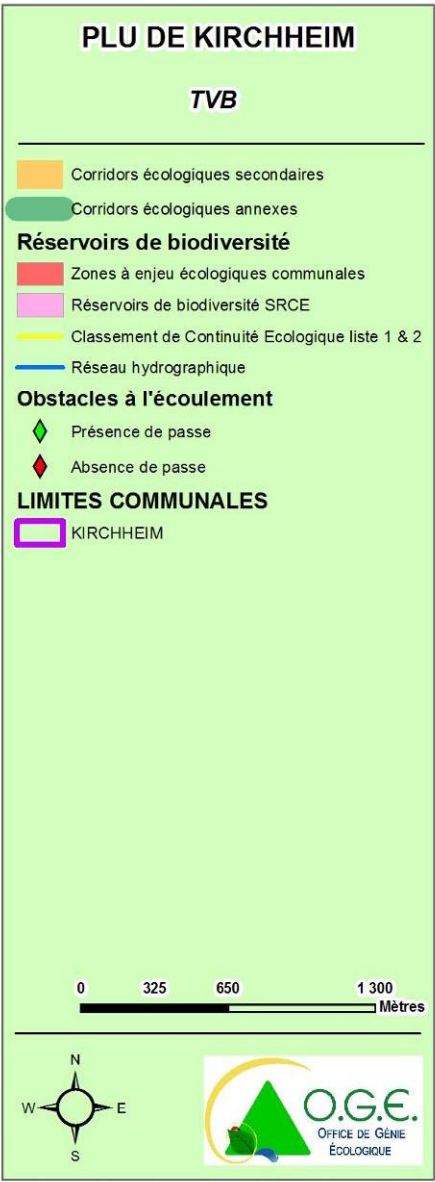 PLU DE KIRCHHEIM
TVB
Corridors écologiques secondaires
Corridors écologiques annexes
Réservoirs de biodiversité
Zones à enjeu écologiques communales
Réservoirs de biodiversité SRCE
Classement de Continuité Ecologique liste 1 & 2
Réseau hydrographique
Obstacles à l'écoulement
Présence de passe
Absence de passe
LIMITES COMMUNALES
KIRCHHEIM
0 325 650 1 300
Mètres
N
W E
S
O.G.E.
OFFICE DE GÉNIE
ÉCOLOGIQUE